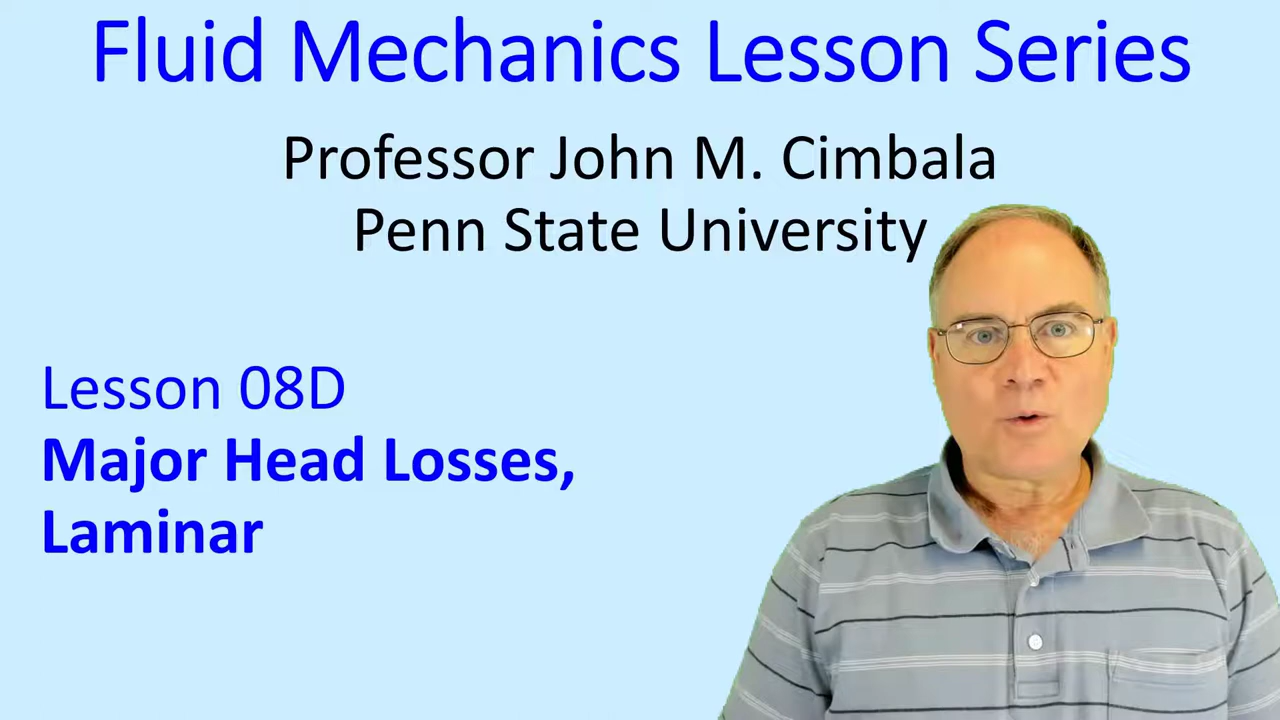 Fluid Mechanics Lesson Series
Professor John M. Cimbala
Penn State University
Lesson 08D
Major Head Losses,
Laminar